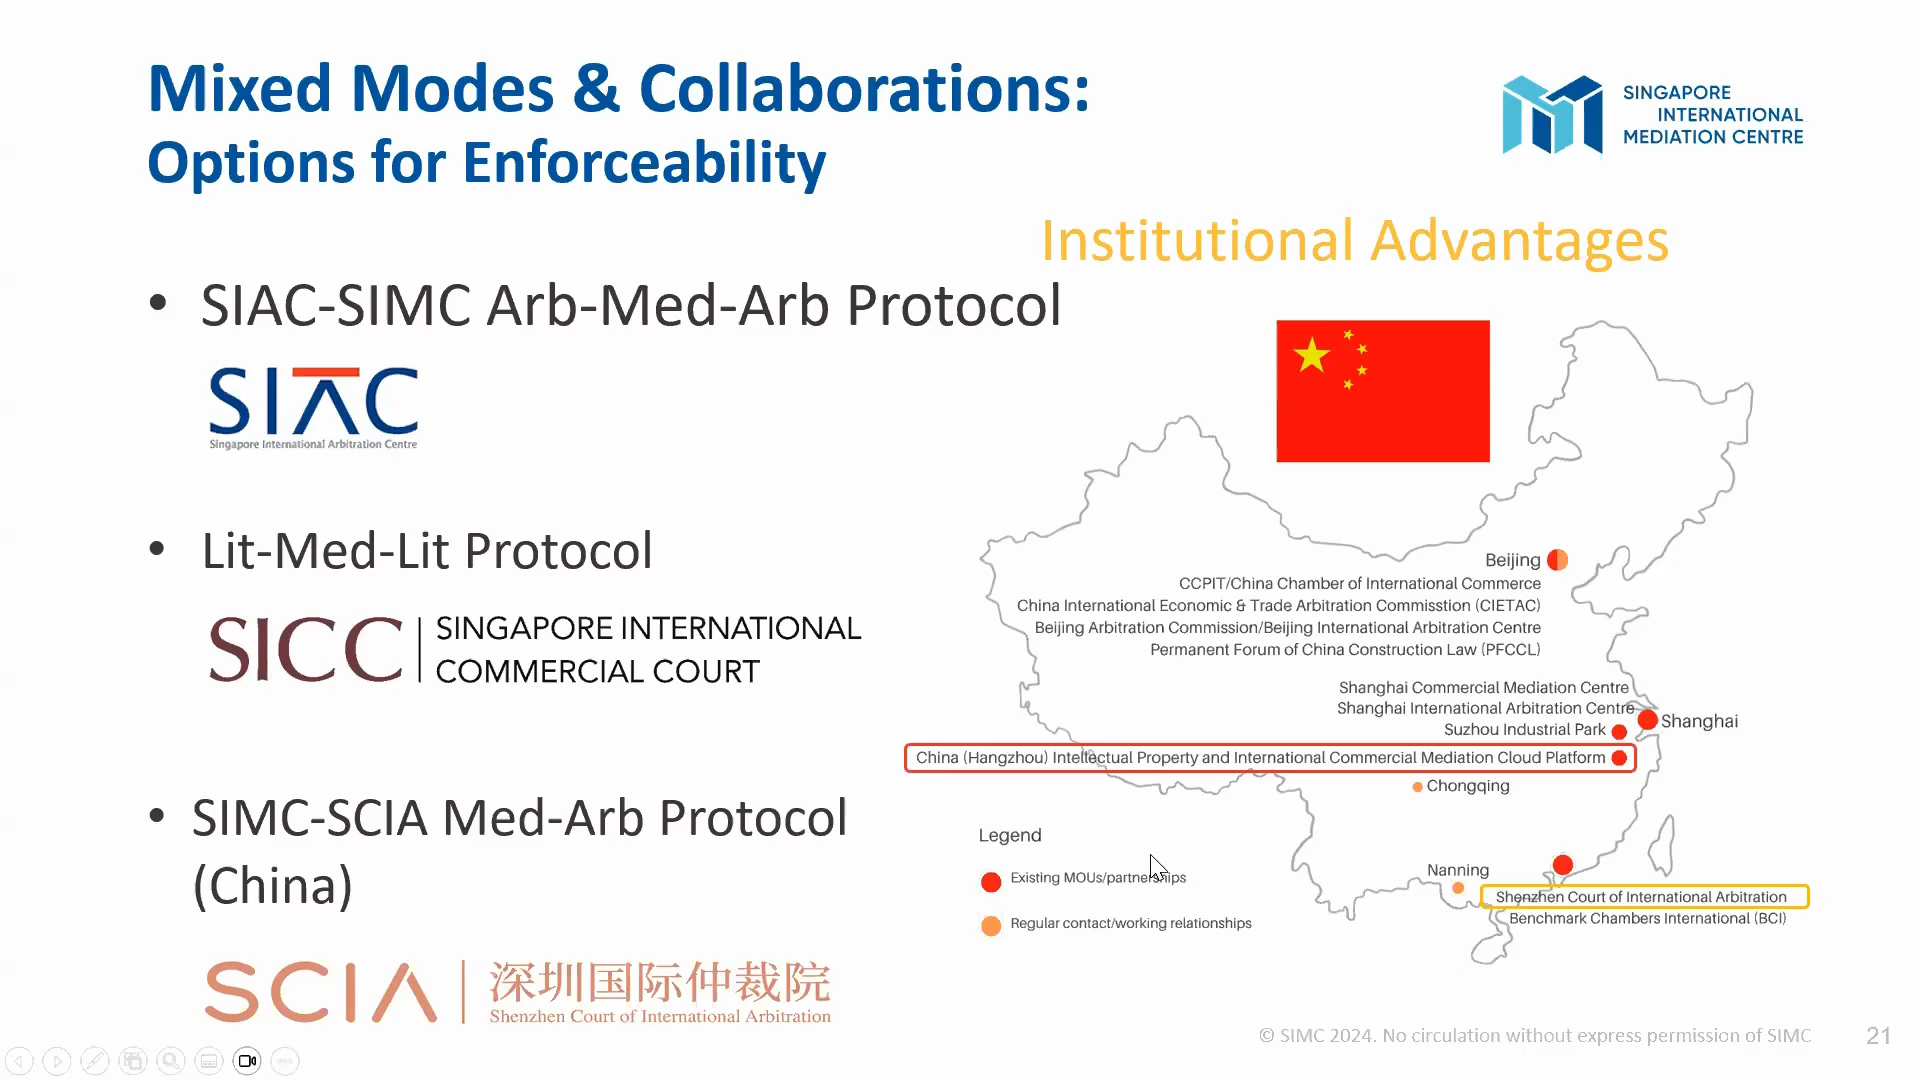 Mixed Modes & Collaborations:
Options for Enforceability
SINGAPORE
INTERNATIONAL
MEDIATION CENTRE
Institutional Advantages
• SIAC-SIMC Arb-Med-Arb Protocol
SIAC
Singapore International Arbitration Centre
• Lit-Med-Lit Protocol
SICC
SINGAPORE INTERNATIONAL
COMMERCIAL COURT
• SIMC-SCIA Med-Arb Protocol
(China)
SCIA
深圳国际仲裁院
Shenzhen Court of International Arbitration
Beijing
CCPIT/China Chamber of International Commerce
China International Economic & Trade Arbitration Commisstion (CIETAC)
Beijing Arbitration Commission/Beijing International Arbitration Centre
Permanent Forum of China Construction Law (PFCCL)
Shanghai Commercial Mediation Centre
Shanghai International Arbitration Centre
Shanghai
Suzhou Industrial Park
China (Hangzhou) Intellectual Property and International Commercial Mediation Cloud Platform
Chongqing
Legend
Existing MOUs/partnerships
Regular contact/working relationships
Nanning
Shenzhen Court of International Arbitration
Benchmark Chambers International (BCI)
© SIMC 2024. No circulation without express permission of SIMC
21